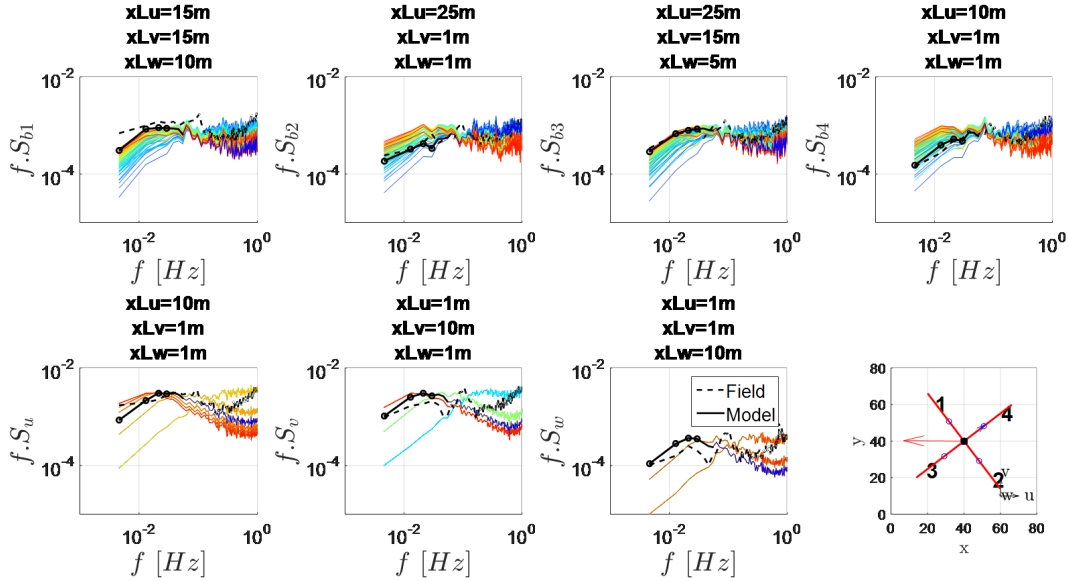 xLu=15m
xLv=15m
xLw=10m
xLu=25m
xLv=1m
xLw=1m
xLu=25m
xLv=15m
xLw=5m
xLu=10m
xLv=1m
xLw=1m
10^-2
10^-4
f.S_b1
10^-2
10^0
f [Hz]
10^-2
10^-4
f.S_b2
10^-2
10^0
f [Hz]
10^-2
10^-4
f.S_b3
10^-2
10^0
f [Hz]
10^-2
10^-4
f.S_b4
10^-2
10^0
f [Hz]
xLu=10m
xLv=1m
xLw=1m
xLu=1m
xLv=10m
xLw=1m
xLu=1m
xLv=1m
xLw=10m
10^-2
10^-4
f.S_u
10^-2
10^0
f [Hz]
10^-2
10^-4
f.S_v
10^-2
10^0
f [Hz]
10^-2
10^-4
f.S_w
Field
Model
10^-2
10^0
f [Hz]
80
60
40
20
0
y
1
4
3
2
v
w
u
0 20 40 60 80
x